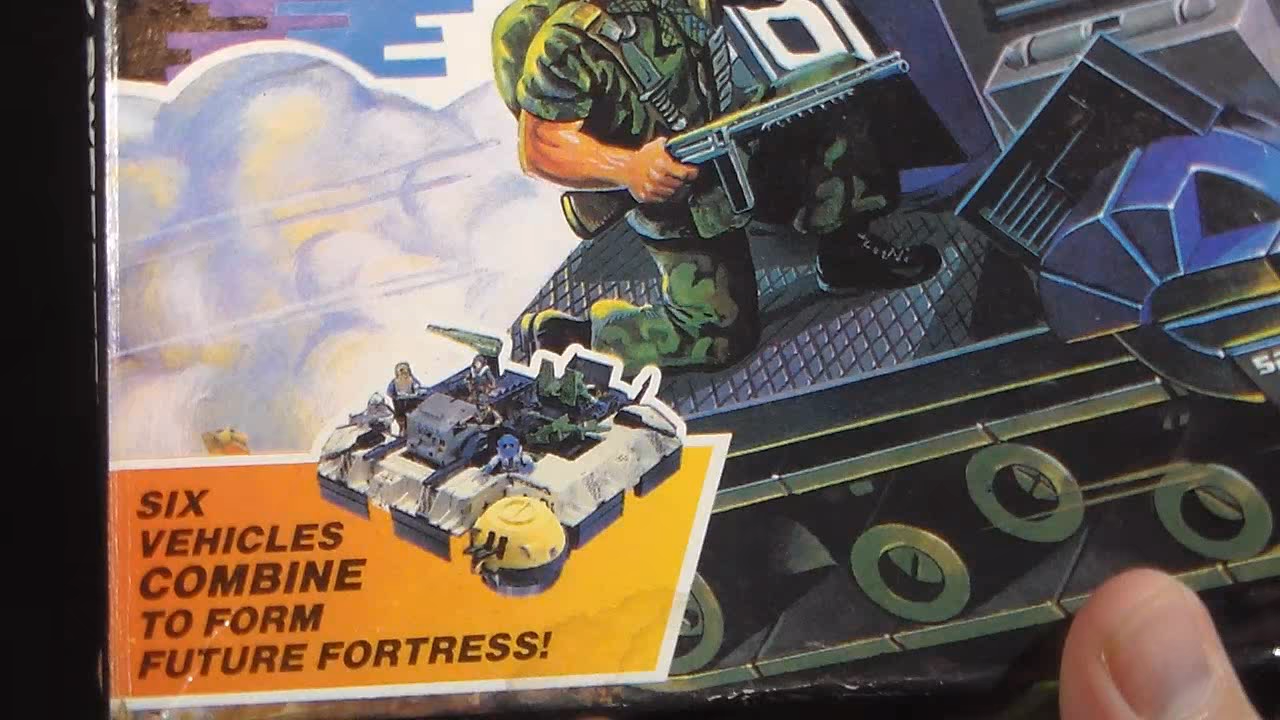 SIX
VEHICLES
COMBINE
TO FORM
FUTURE FORTRESS!